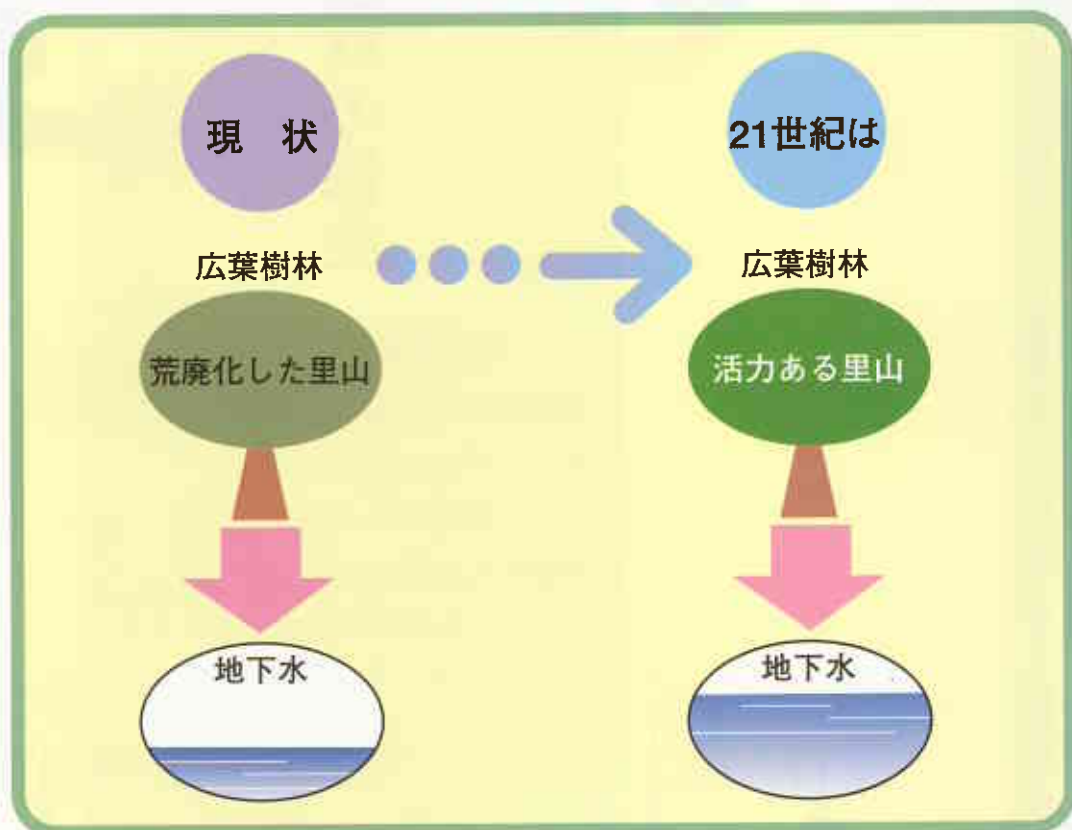 現 状
広葉樹林
荒廃化した里山
地下水
21世紀は
広葉樹林
活力ある里山
地下水